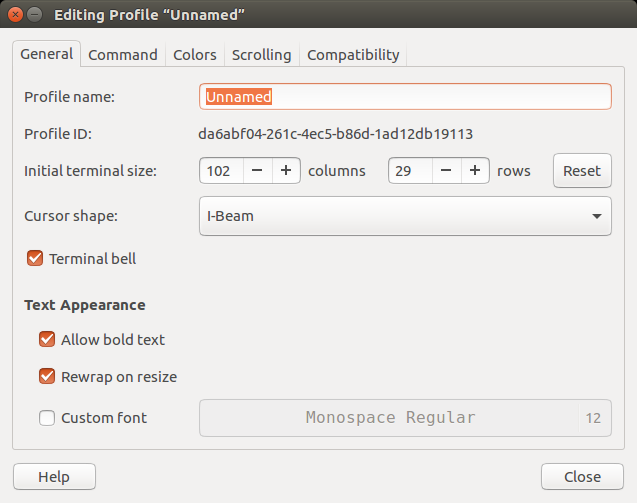 Editing Profile “Unnamed”
General Command Colors Scrolling Compatibility
Profile name: Unnamed
Profile ID: da6abf04-261c-4ec5-b86d-1ad12db19113
Initial terminal size: 102 − + columns 29 − + rows Reset
Cursor shape: I-Beam
Terminal bell
Text Appearance
Allow bold text
Rewrap on resize
Custom font Monospace Regular 12
Help Close